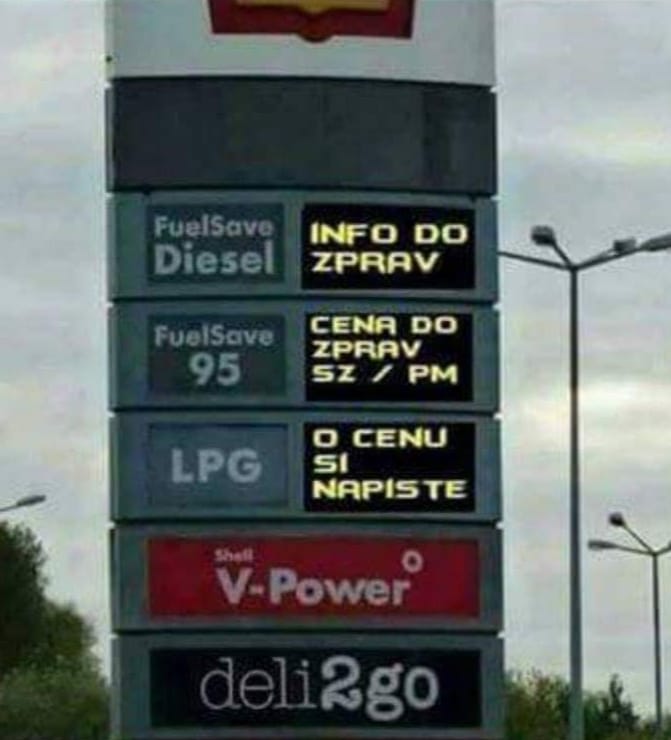 FuelSave
Diesel
INFO DO
ZPRAV
FuelSave
95
CENA DO
ZPRAV
SZ / PM
LPG
O CENU
SI
NAPISTE
Shell
V-Power
deli2go